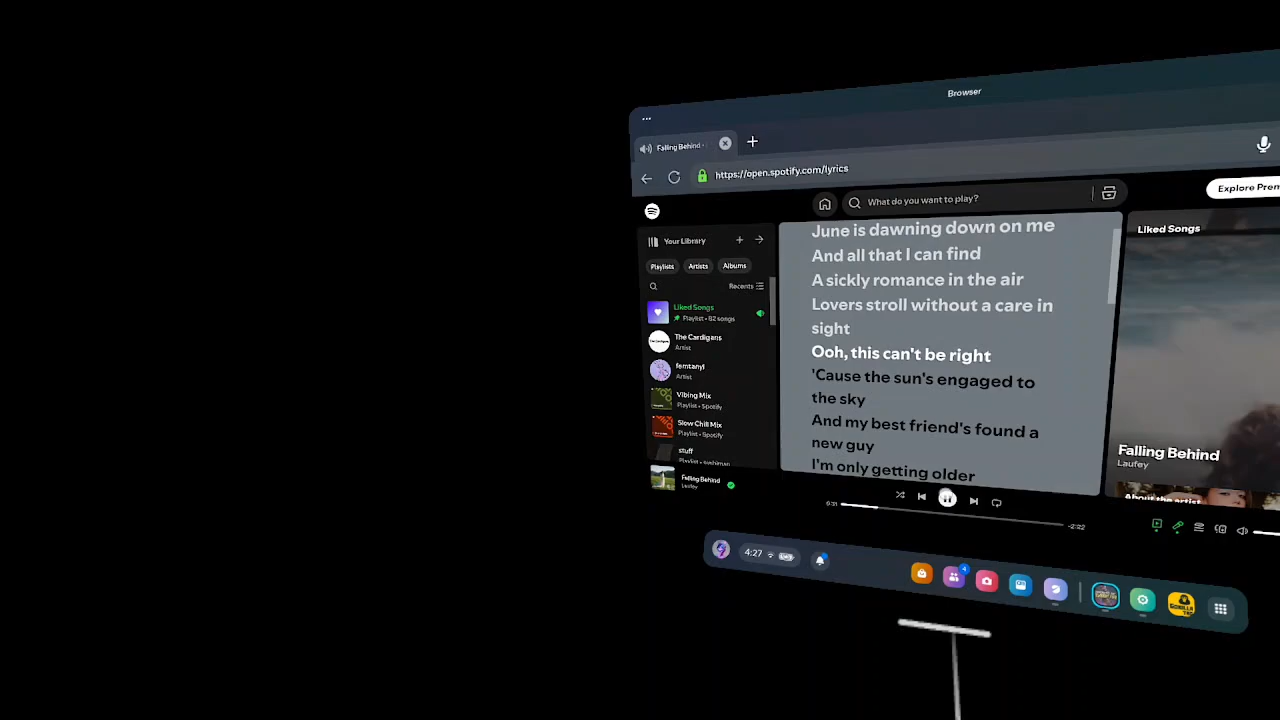 Browser
Falling Behind -
https://open.spotify.com/lyrics
What do you want to play?
Explore Prem
Your Library
Playlists
Artists
Albums
Recents
Liked Songs
Playlist • 82 songs
The Cardigans
Artist
femtanyl
Artist
Vibing Mix
Playlist • Spotify
Slow Chill Mix
Playlist • Spotify
stuff
Falling Behind
Laufey
June is dawning down on me
And all that I can find
A sickly romance in the air
Lovers stroll without a care in
sight
Ooh, this can't be right
'Cause the sun's engaged to
the sky
And my best friend's found a
new guy
I'm only getting older
Liked Songs
Falling Behind
Laufey
About the artist
0:31
-2:22
4:27
4
GORILLA
TAG